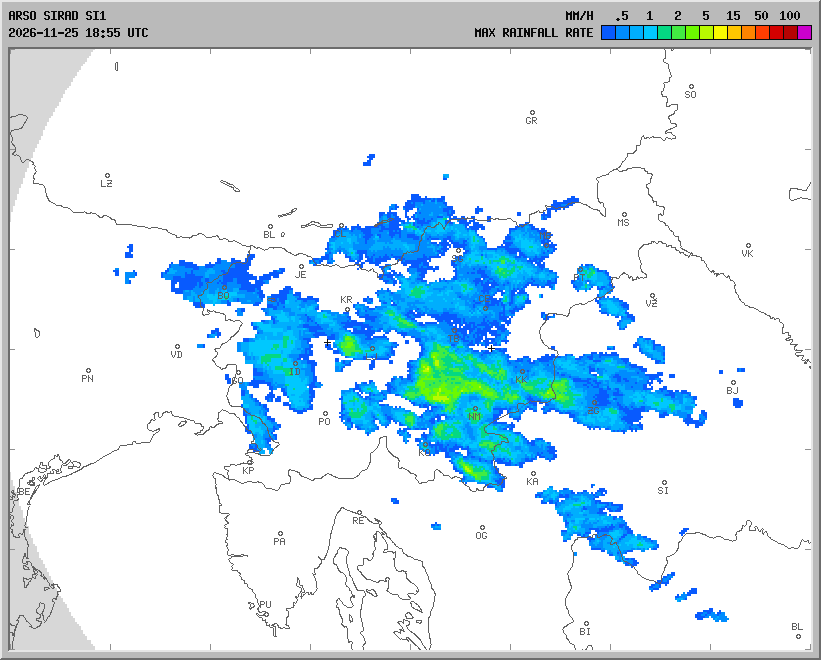 ARSO SIRAD SI1
MM/H .5 1 2 5 15 50 100
2026-11-25 18:55 UTC
MAX RAINFALL RATE
SO
GR
LZ
MS
BL
VK
JE
BO
KR
VZ
VD
GO
ID
PN
KK
BJ
NM
PO
KP
KA
SI
BE
RE
OG
PA
PU
BI
BL